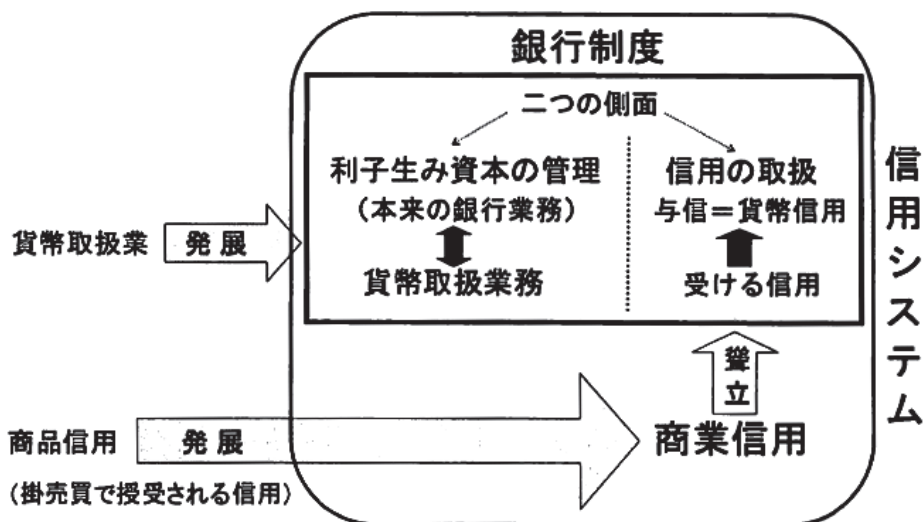 銀行制度
二つの側面
利子生み資本の管理
(本来の銀行業務)
貨幣取扱業務
信用の取扱
与信=貨幣信用
受ける信用
貨幣取扱業
発展
聳立
商品信用
発展
商業信用
(掛売買で授受される信用)
信用システム